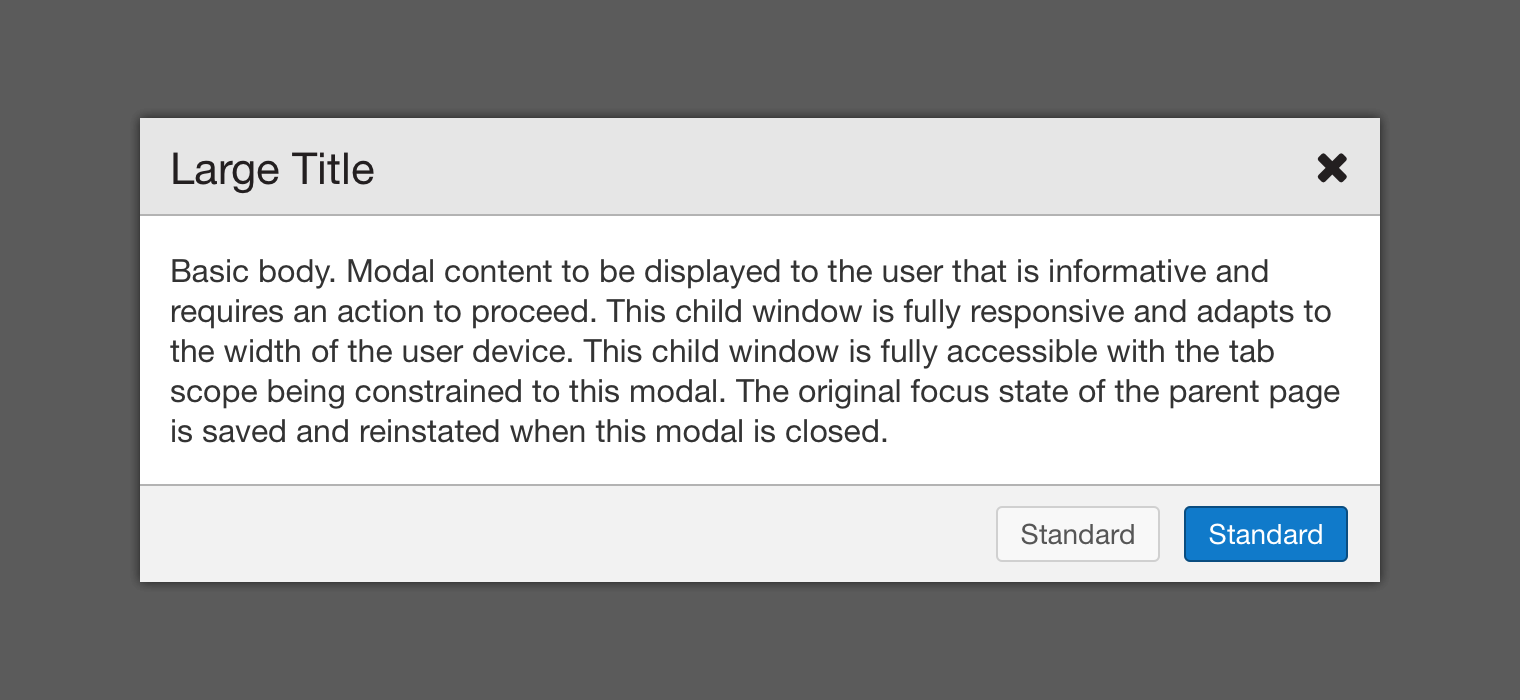 Large Title
Basic body. Modal content to be displayed to the user that is informative and
requires an action to proceed. This child window is fully responsive and adapts to
the width of the user device. This child window is fully accessible with the tab
scope being constrained to this modal. The original focus state of the parent page
is saved and reinstated when this modal is closed.
Standard
Standard